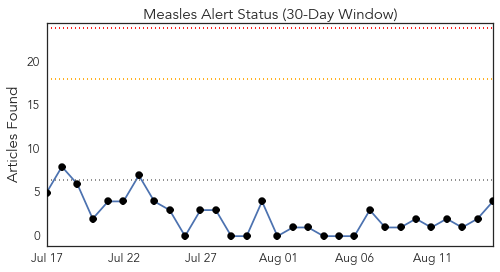 Measles Alert Status (30-Day Window)
Articles Found
20
15
10
5
0
Jul 17 Jul 22 Jul 27 Aug 01 Aug 06 Aug 11